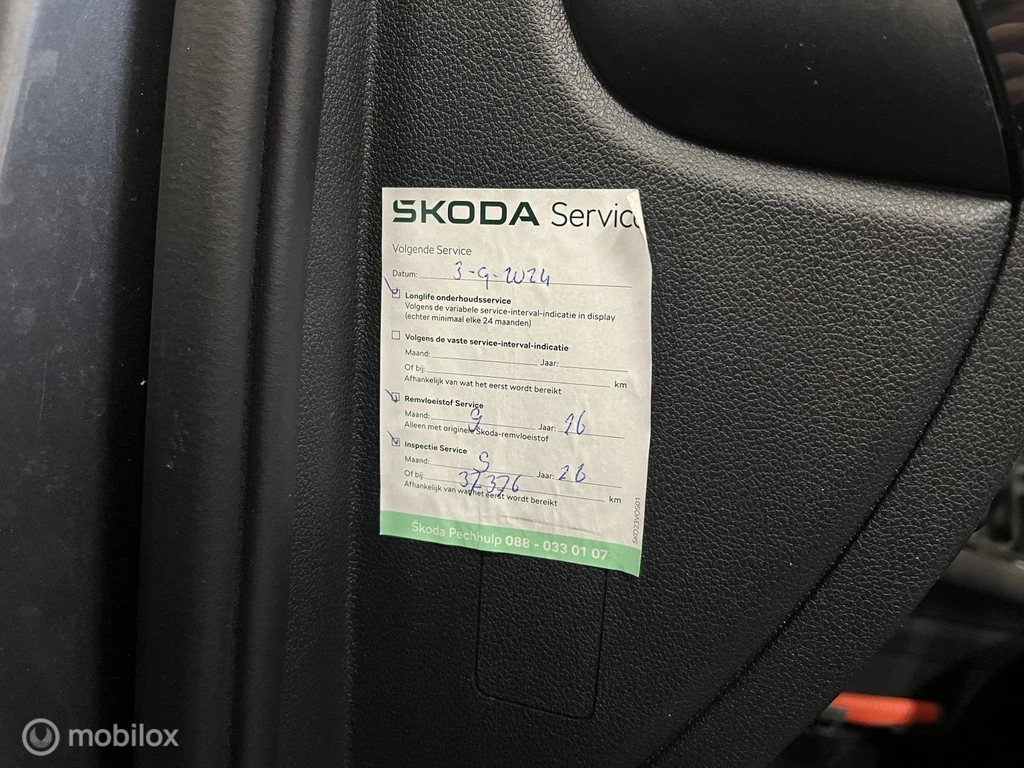 ŠKODA Service
Volgende Service
Datum: 3-9-2024
Longlife onderhoudsservice
Volgens de variabele service-interval-indicatie in display
(echter minimaal elke 24 maanden)
Volgens de vaste service-interval-indicatie
Maand: Jaar:
Of bij: km
Afhankelijk van wat het eerst wordt bereikt
Remvloeistof Service
Maand: 9 Jaar: 26
Alleen met originele Škoda-remvloeistof
Inspectie Service
Maand: 9 Jaar: 26
Of bij: 37376 km
Afhankelijk van wat het eerst wordt bereikt
SKO23VOS01
Škoda Pechhulp 088 - 033 01 07
mobilox